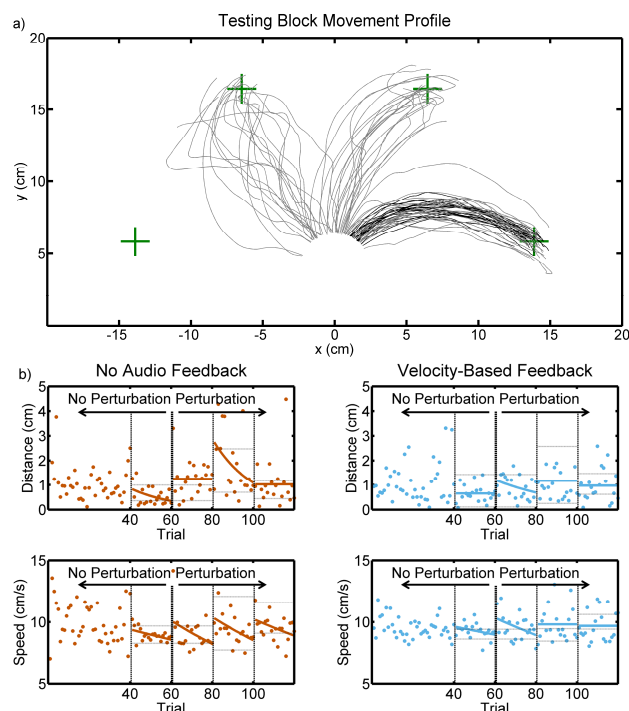 Testing Block Movement Profile
a)
20
15
10
5
y (cm)
-15
-10
-5
0
5
10
15
20
x (cm)
b)
No Audio Feedback
Velocity-Based Feedback
5
4
3
2
1
0
Distance (cm)
No Perturbation Perturbation
40 60 80 100
Trial
5
4
3
2
1
0
Distance (cm)
No Perturbation Perturbation
40 60 80 100
Trial
15
10
5
Speed (cm/s)
No Perturbation Perturbation
40 60 80 100
Trial
15
10
5
Speed (cm/s)
No Perturbation Perturbation
40 60 80 100
Trial